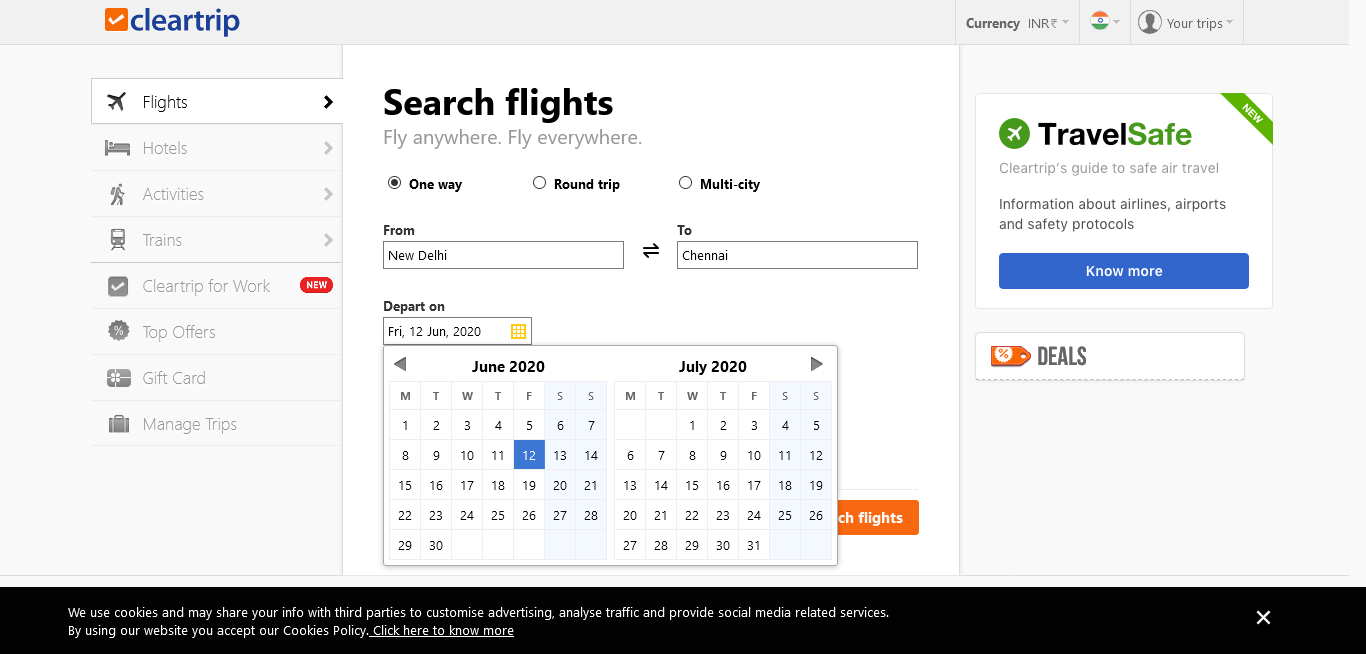 cleartrip
Currency INR₹ Your trips
Flights
Hotels
Activities
Trains
Cleartrip for Work NEW
Top Offers
Gift Card
Manage Trips
Search flights
Fly anywhere. Fly everywhere.
One way Round trip Multi-city
From To
New Delhi Chennai
Depart on
Fri, 12 Jun, 2020
June 2020 July 2020
M T W T F S S M T W T F S S
1 2 3 4 5 6 7 1 2 3 4 5
8 9 10 11 12 13 14 6 7 8 9 10 11 12
15 16 17 18 19 20 21 13 14 15 16 17 18 19
22 23 24 25 26 27 28 20 21 22 23 24 25 26
29 30 27 28 29 30 31
ch flights
NEW
TravelSafe
Cleartrip's guide to safe air travel
Information about airlines, airports
and safety protocols
Know more
% DEALS
We use cookies and may share your info with third parties to customise advertising, analyse traffic and provide social media related services.
By using our website you accept our Cookies Policy. Click here to know more